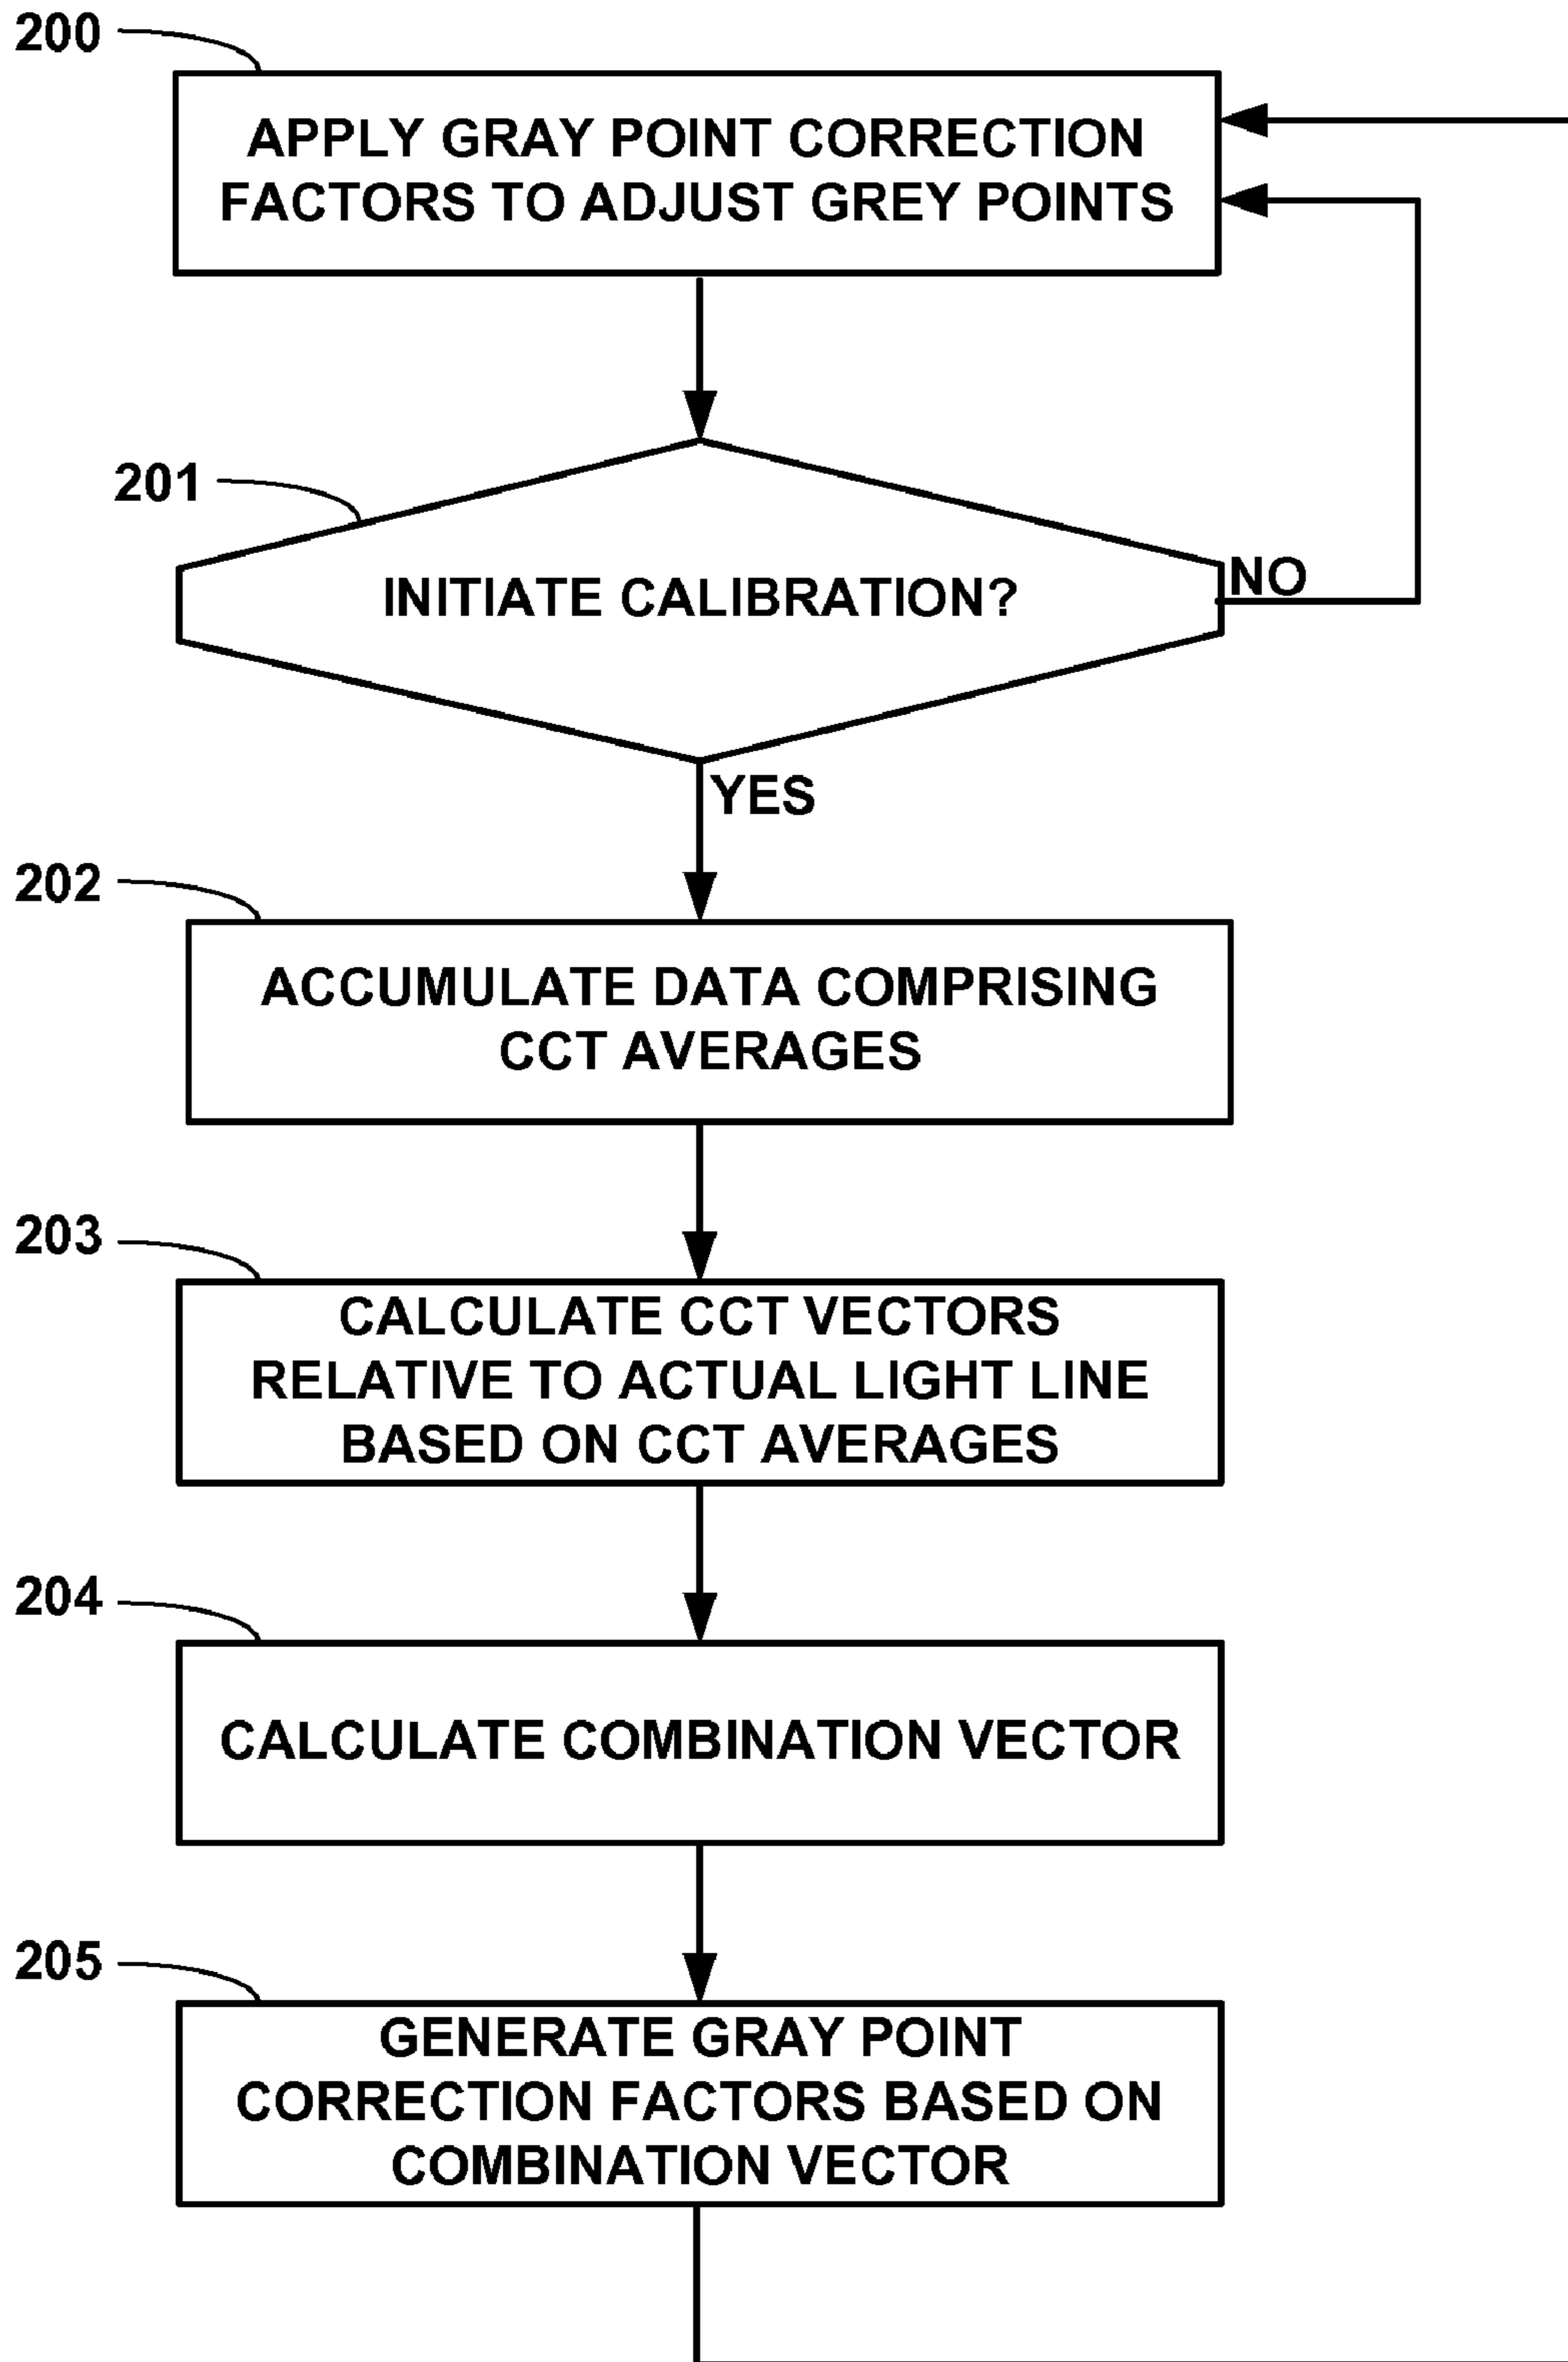 200
APPLY GRAY POINT CORRECTION
FACTORS TO ADJUST GREY POINTS
201
INITIATE CALIBRATION?
NO
YES
202
ACCUMULATE DATA COMPRISING
CCT AVERAGES
203
CALCULATE CCT VECTORS
RELATIVE TO ACTUAL LIGHT LINE
BASED ON CCT AVERAGES
204
CALCULATE COMBINATION VECTOR
205
GENERATE GRAY POINT
CORRECTION FACTORS BASED ON
COMBINATION VECTOR